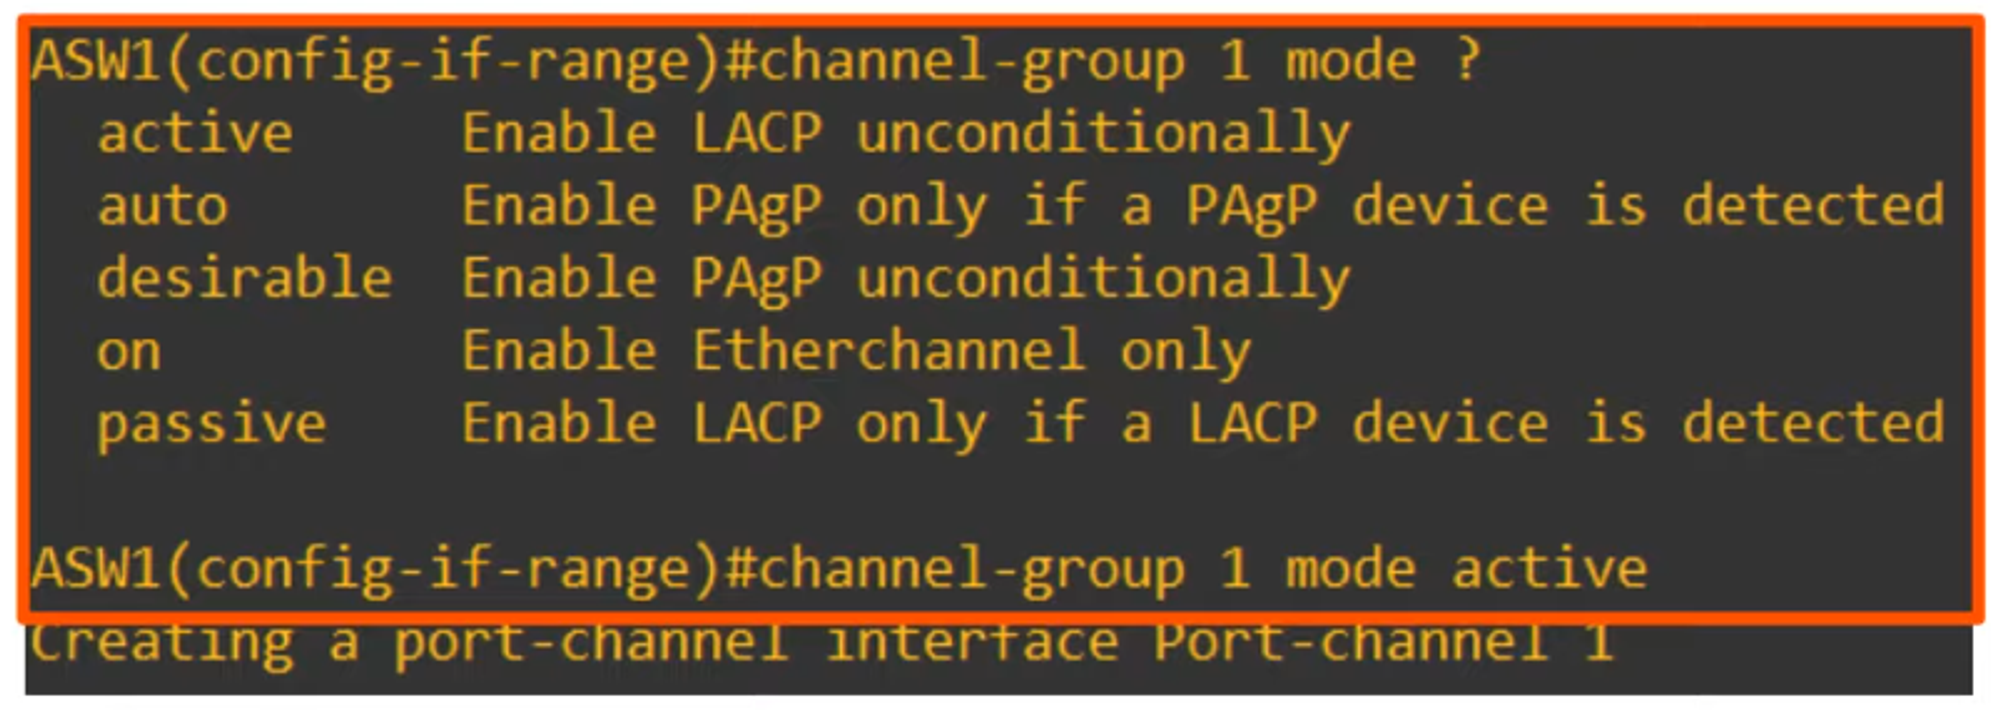 ASW1(config-if-range)#channel-group 1 mode ?
active Enable LACP unconditionally
auto Enable PAgP only if a PAgP device is detected
desirable Enable PAgP unconditionally
on Enable Etherchannel only
passive Enable LACP only if a LACP device is detected
ASW1(config-if-range)#channel-group 1 mode active
Creating a port-channel interface Port-channel 1